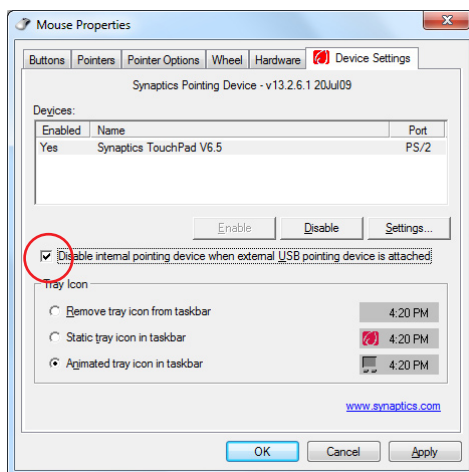 Mouse Properties
Buttons Pointers Pointer Options Wheel Hardware Device Settings
Synaptics Pointing Device - v13.2.6.1 20Jul09
Devices:
Enabled Name Port
Yes Synaptics TouchPad V6.5 PS/2
Enable Disable Settings...
Disable internal pointing device when external USB pointing device is attached
Tray Icon
Remove tray icon from taskbar 4:20 PM
Static tray icon in taskbar 4:20 PM
Animated tray icon in taskbar 4:20 PM
www.synaptics.com
OK Cancel Apply